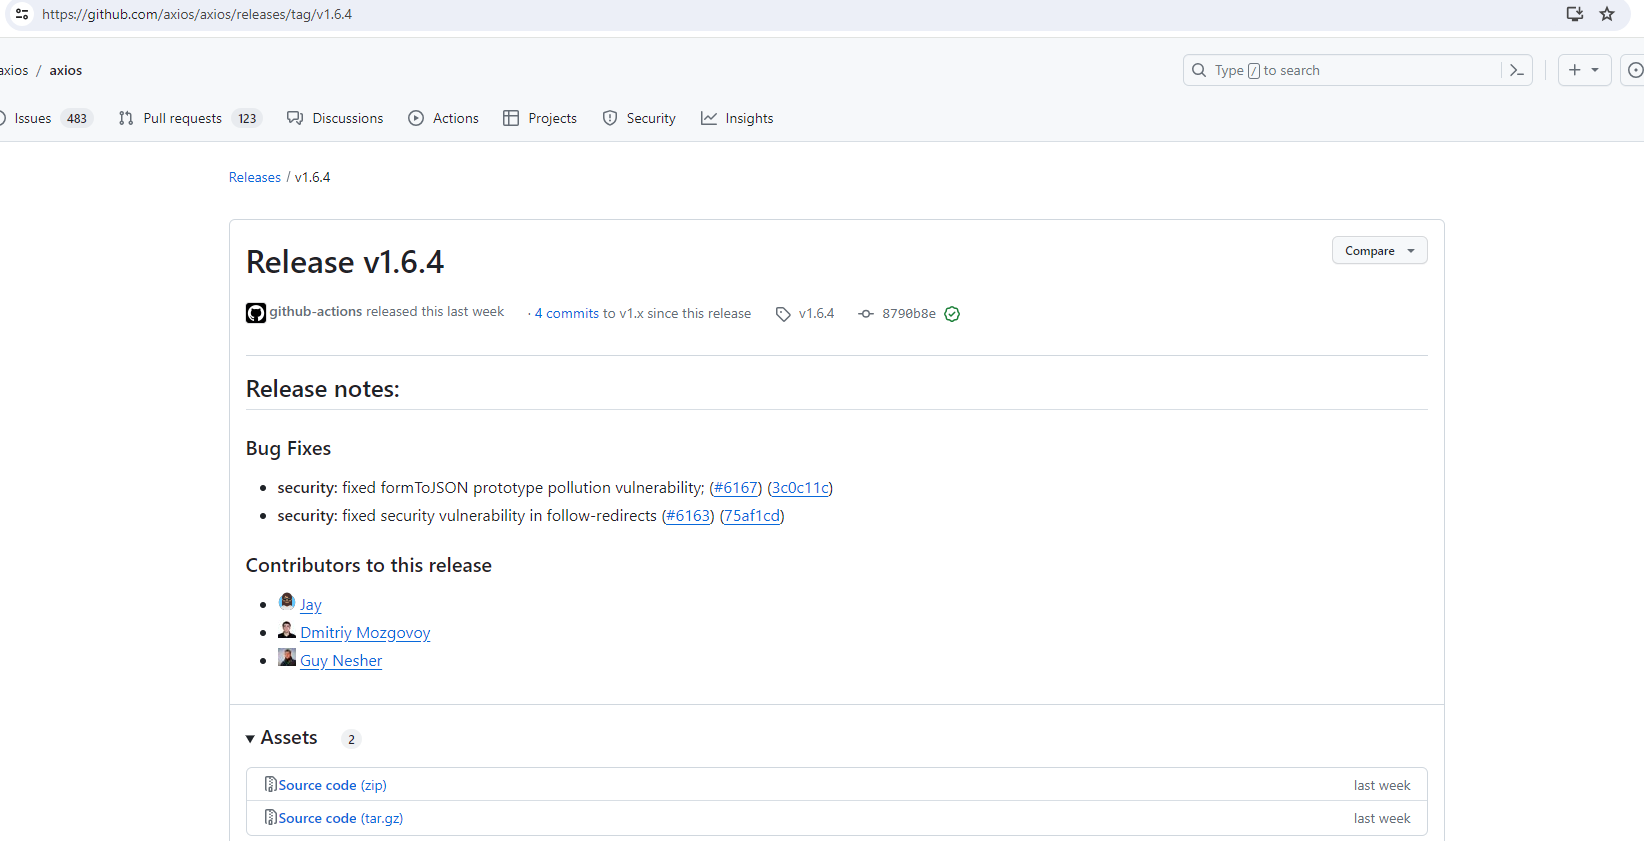 https://github.com/axios/axios/releases/tag/v1.6.4
axios / axios
Type / to search
Issues 483 Pull requests 123 Discussions Actions Projects Security Insights
Releases / v1.6.4
Release v1.6.4
Compare
github-actions released this last week · 4 commits to v1.x since this release v1.6.4 8790b8e
Release notes:
Bug Fixes
• security: fixed formToJSON prototype pollution vulnerability; (#6167) (3c0c11c)
• security: fixed security vulnerability in follow-redirects (#6163) (75af1cd)
Contributors to this release
• Jay
• Dmitriy Mozgovoy
• Guy Nesher
Assets 2
Source code (zip) last week
Source code (tar.gz) last week